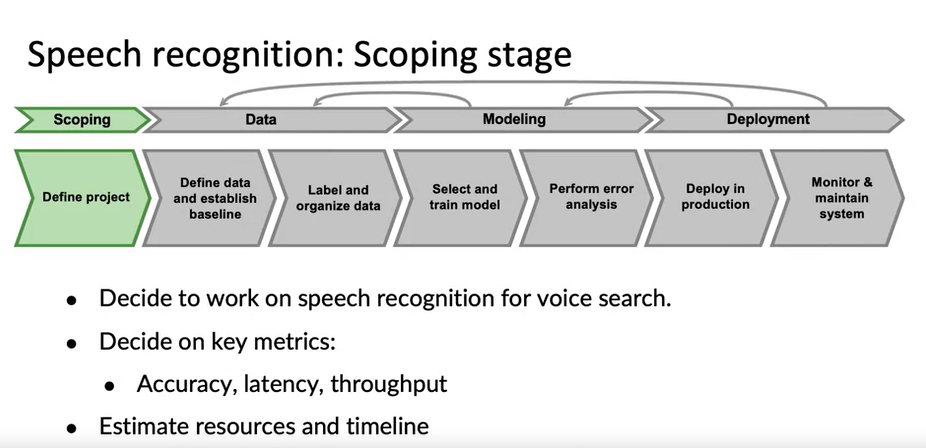 Speech recognition: Scoping stage
Scoping
Data
Modeling
Deployment
Define project
Define data
and establish
baseline
Label and
organize data
Select and
train model
Perform error
analysis
Deploy in
production
Monitor &
maintain
system
• Decide to work on speech recognition for voice search.
• Decide on key metrics:
• Accuracy, latency, throughput
• Estimate resources and timeline